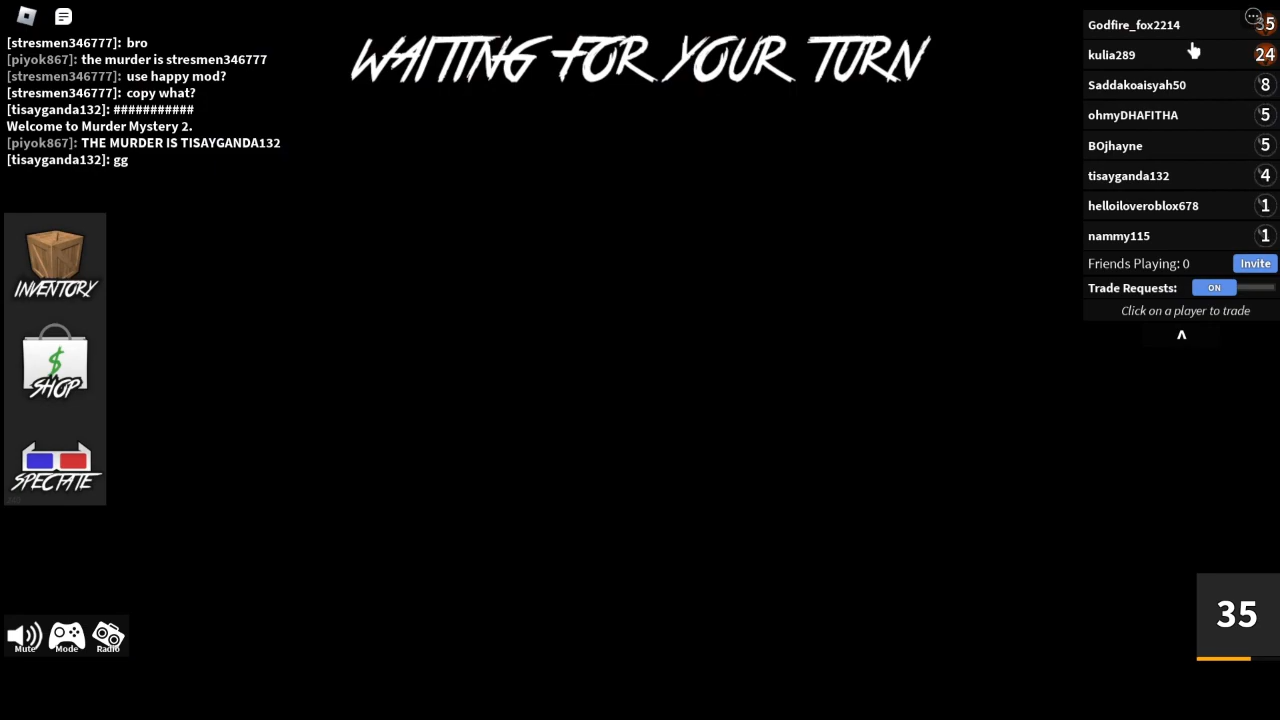 [stresmen346777]: bro
[piyok867]: the murder is stresmen346777
[stresmen346777]: use happy mod?
[stresmen346777]: copy what?
[tisayganda132]: ###########
Welcome to Murder Mystery 2.
[piyok867]: THE MURDER IS TISAYGANDA132
[tisayganda132]: gg
WAITING FOR YOUR TURN
Godfire_fox2214 35
kulia289 24
Saddakoaisyah50 8
ohmyDHAFITHA 5
BOjhayne 5
tisayganda132 4
helloiloveroblox678 1
nammy115 1
Friends Playing: 0 Invite
Trade Requests: ON
Click on a player to trade
INVENTORY
$
SHOP
SPECTATE
Mute Mode Radio
35